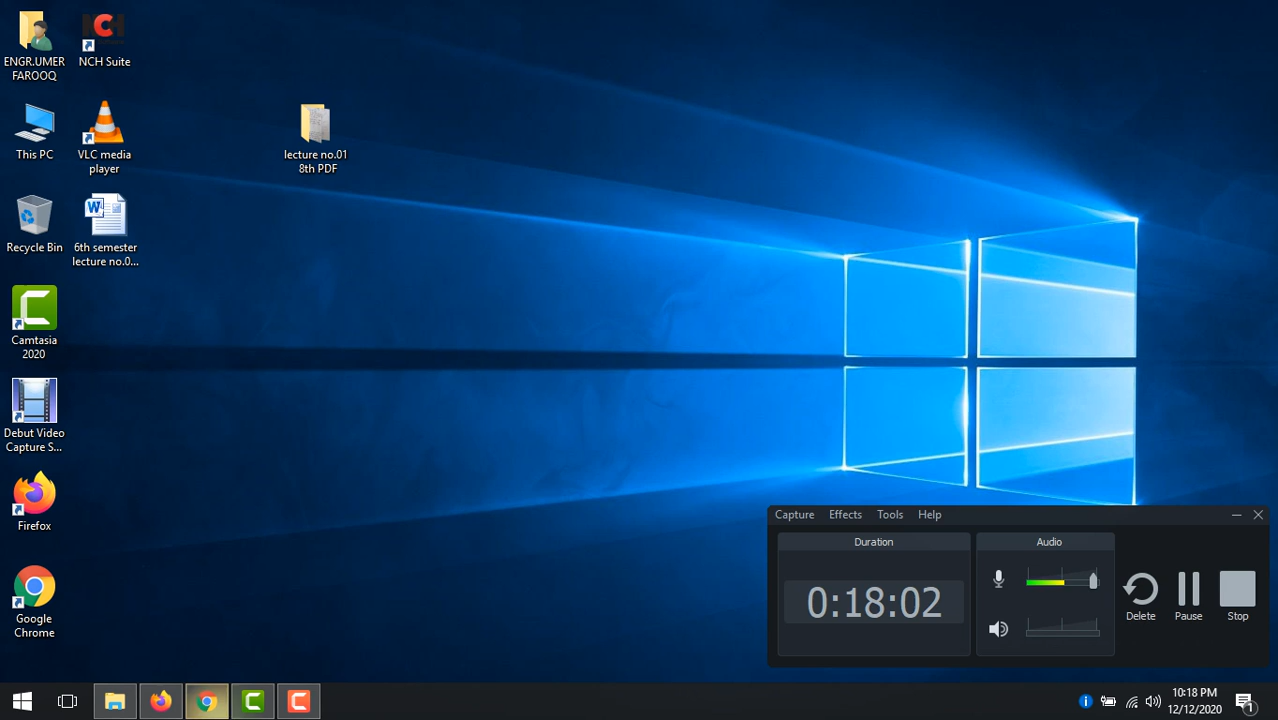 ENGR.UMER
FAROOQ
NCH
NCH Suite
This PC
VLC media
player
lecture no.01
8th PDF
Recycle Bin
W
6th semester
lecture no.0...
Camtasia
2020
Debut Video
Capture S...
Firefox
Google
Chrome
Capture Effects Tools Help
Duration
Audio
0:18:02
Delete
Pause
Stop
10:18 PM
12/12/2020
1